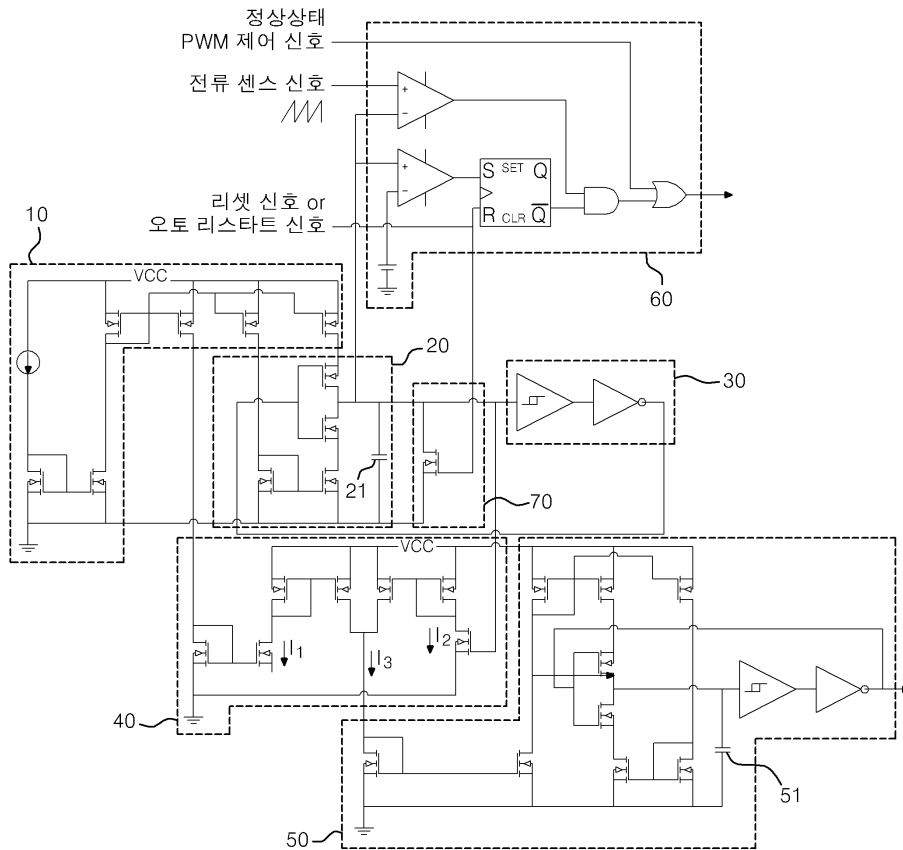 정상상태
PWM 제어 신호
전류 센스 신호
+
−
+
−
S SET Q
R CLR Q̅
리셋 신호 or
오토 리스타트 신호
60
10
VCC
20
30
21
70
VCC
I1
I3
I2
40
51
50